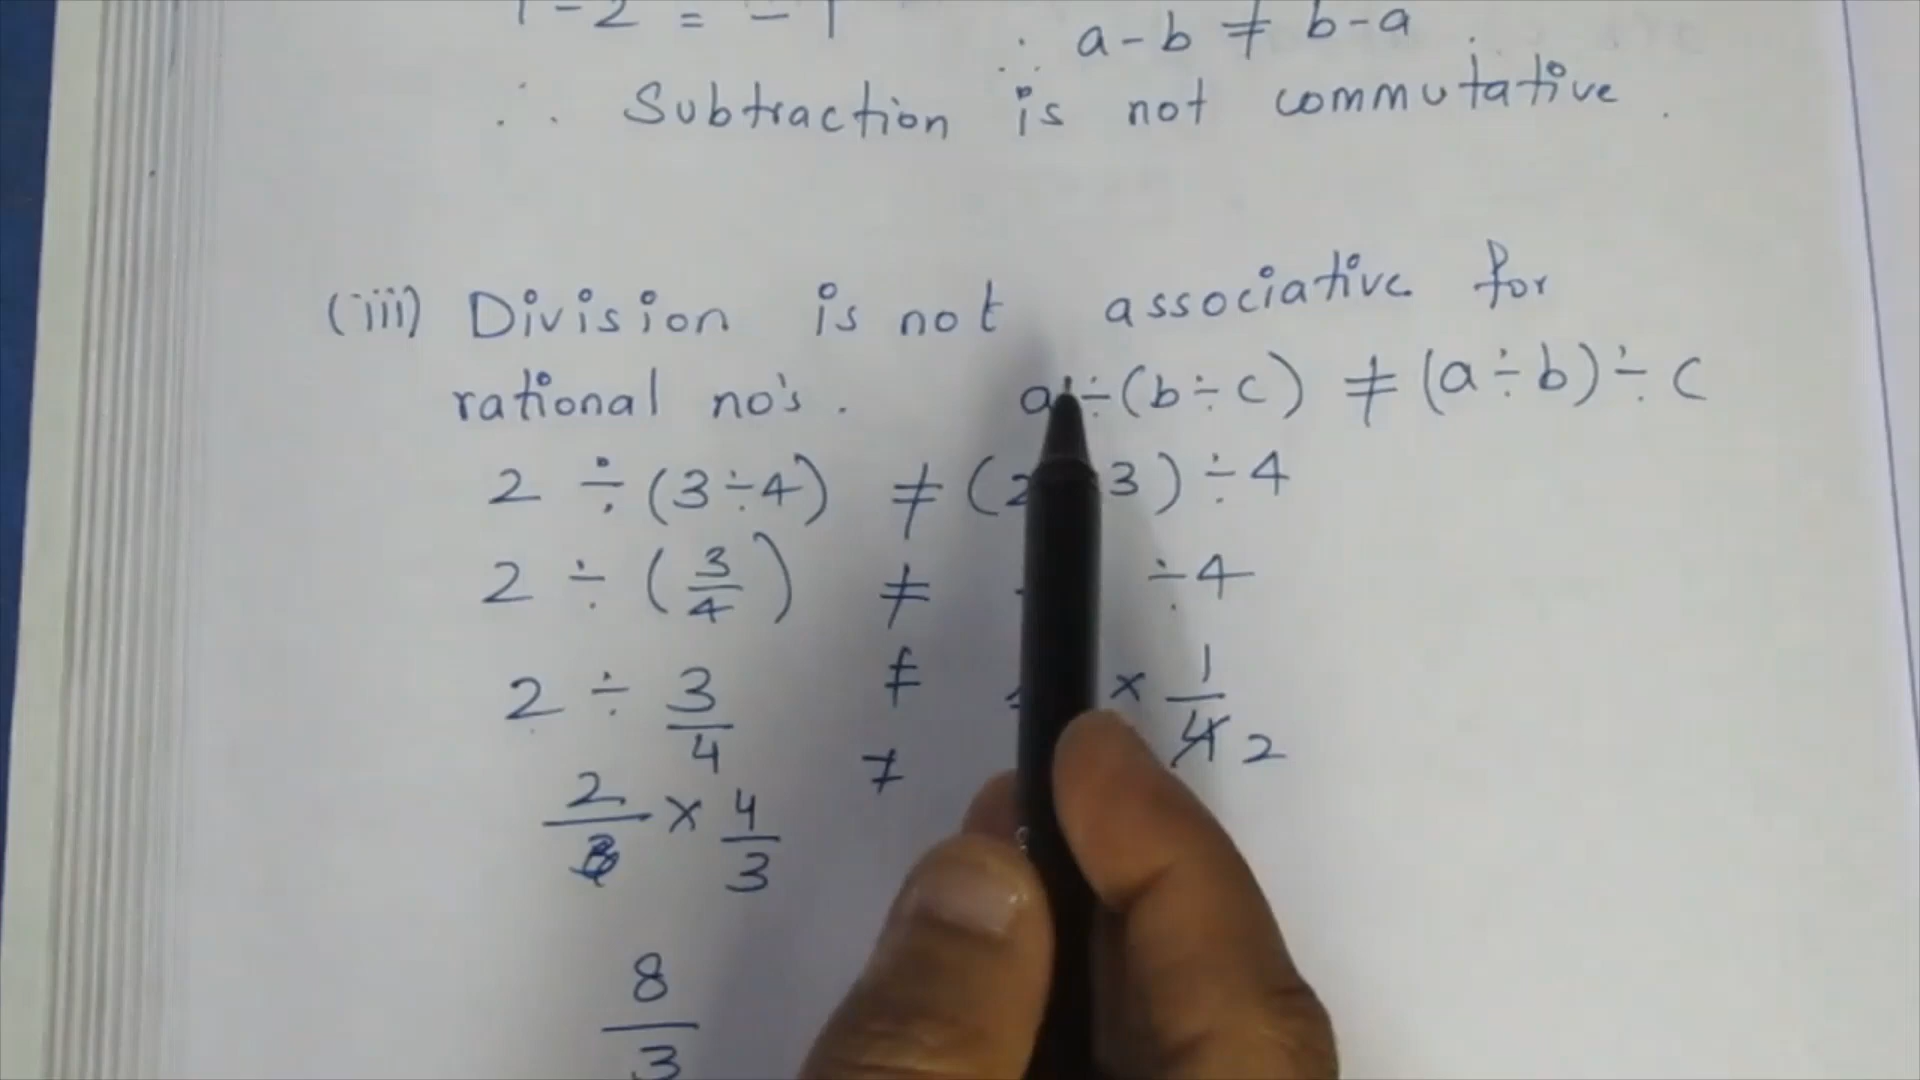 1 - 2 = - 1
∴ a - b ≠ b - a
∴ Subtraction is not commutative.
(iii) Division is not associative for
rational no's. a ÷ (b ÷ c) ≠ (a ÷ b) ÷ c
2 ÷ (3 ÷ 4) ≠ (2 3) ÷ 4
2 ÷ (3/4) ≠ ÷ 4
2 ÷ 3/4 ≠ × 1/4 2
2/ × 4/3 ≠
8/3